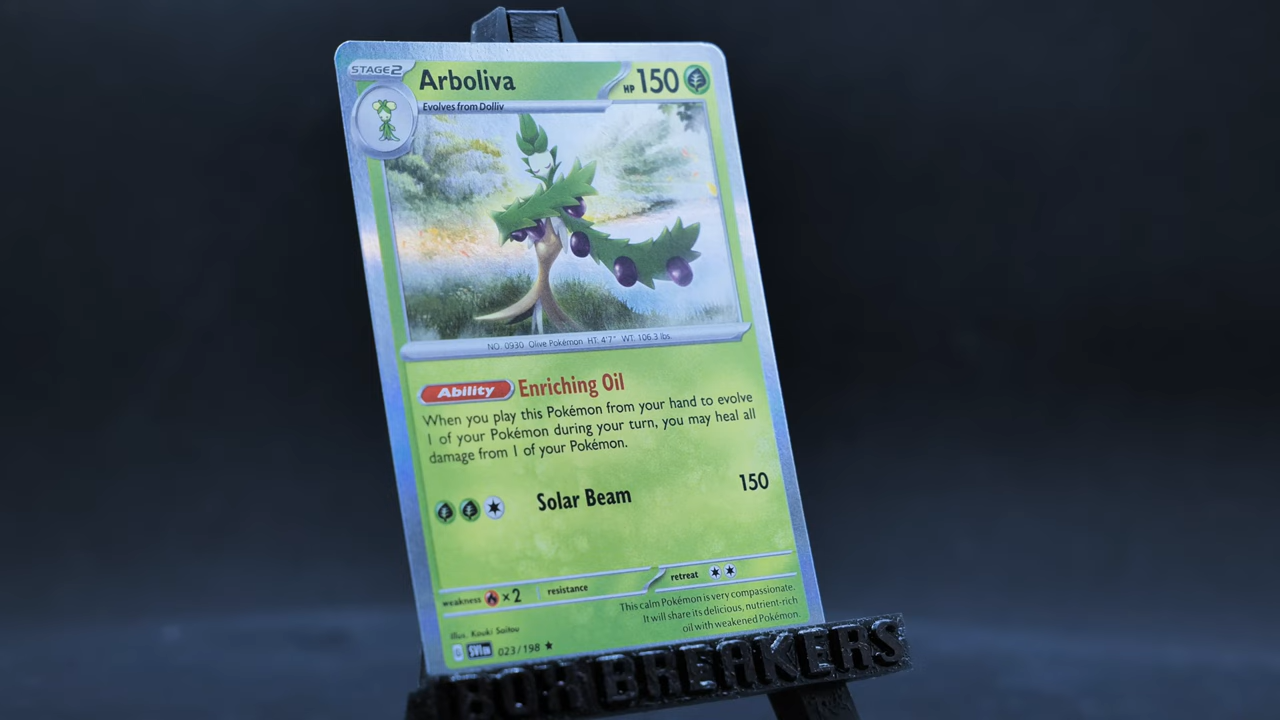 STAGE2 Arboliva HP 150
Evolves from Dolliv
NO. 0930 Olive Pokémon HT. 4'7" WT. 106.3 lbs.
Ability Enriching Oil
When you play this Pokémon from your hand to evolve
1 of your Pokémon during your turn, you may heal all
damage from 1 of your Pokémon.
Solar Beam 150
weakness ×2 resistance retreat
This calm Pokémon is very compassionate.
It will share its delicious, nutrient-rich
oil with weakened Pokémon.
Illus. Kouki Saitou
G SVI EN 023/198
BOX BREAKERS